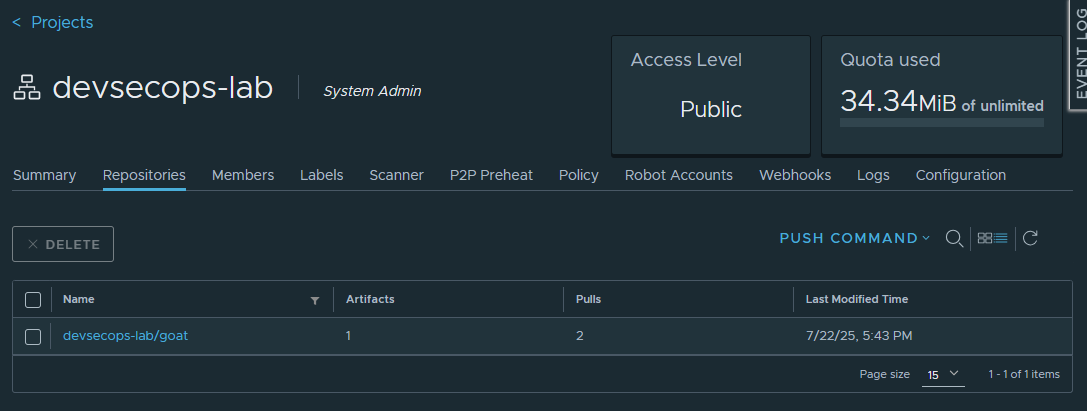 < Projects
EVENT LOG
devsecops-lab
System Admin
Access Level
Public
Quota used
34.34MiB of unlimited
Summary Repositories Members Labels Scanner P2P Preheat Policy Robot Accounts Webhooks Logs Configuration
× DELETE
PUSH COMMAND
Name Artifacts Pulls Last Modified Time
devsecops-lab/goat 1 2 7/22/25, 5:43 PM
Page size 15 1 - 1 of 1 items